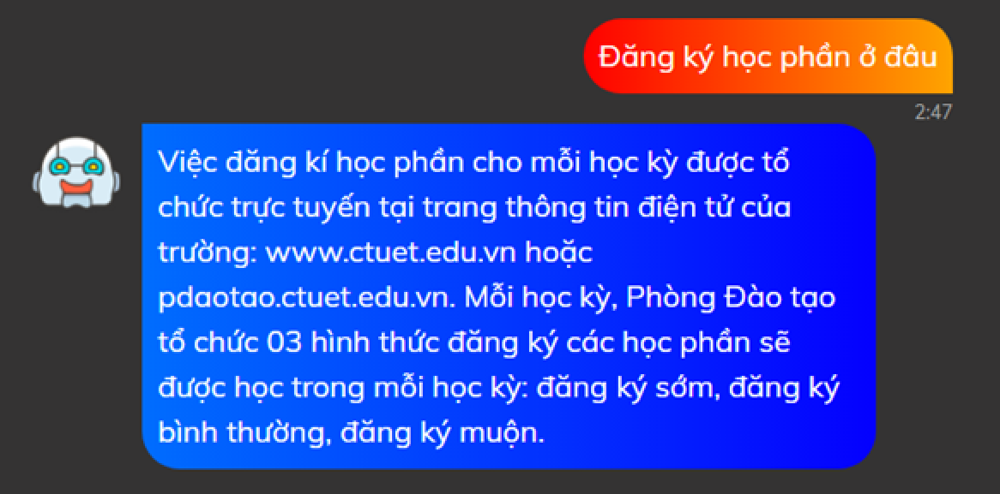 Đăng ký học phần ở đâu
2:47
Việc đăng kí học phần cho mỗi học kỳ được tổ
chức trực tuyến tại trang thông tin điện tử của
trường: www.ctuet.edu.vn hoặc
pdaotao.ctuet.edu.vn. Mỗi học kỳ, Phòng Đào tạo
tổ chức 03 hình thức đăng ký các học phần sẽ
được học trong mỗi học kỳ: đăng ký sớm, đăng ký
bình thường, đăng ký muộn.